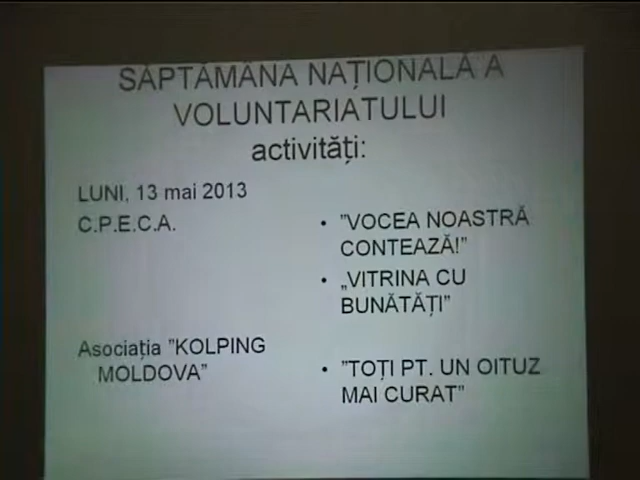 SĂPTĂMÂNA NAȚIONALĂ A
VOLUNTARIATULUI
activități:
LUNI, 13 mai 2013
C.P.E.C.A.
• ”VOCEA NOASTRĂ
CONTEAZĂ!”
• „VITRINA CU
BUNĂTĂȚI”
Asociația ”KOLPING
MOLDOVA”
• ”TOȚI PT. UN OITUZ
MAI CURAT”